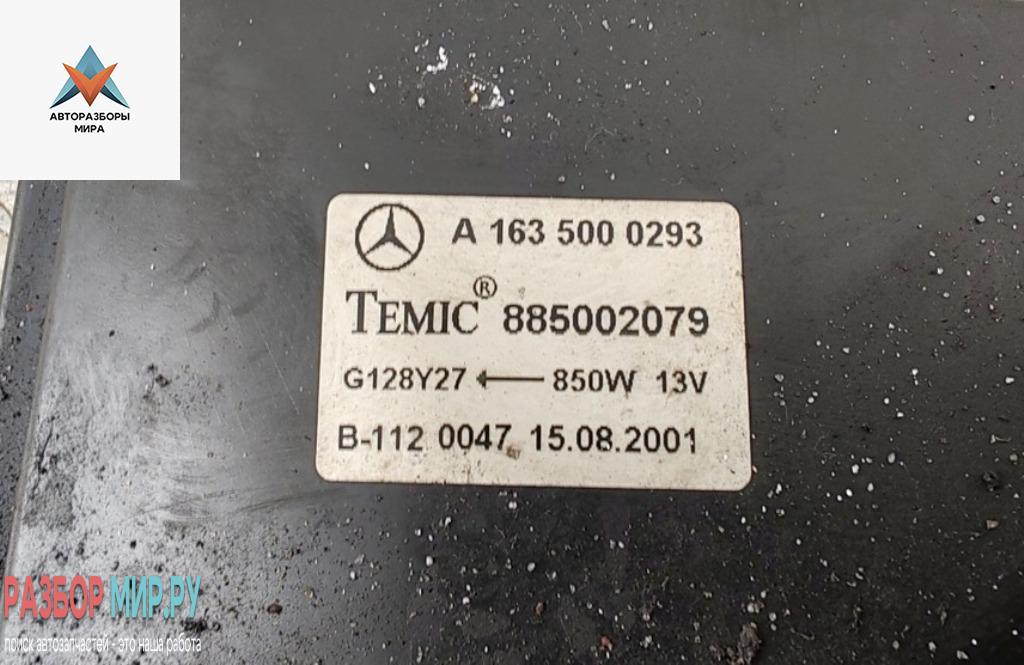 АВТОРАЗБОРЫ
МИРА
A 163 500 0293
TEMIC® 885002079
G128Y27 ← 850W 13V
B-112 0047 15.08.2001
РАЗБОР МИР.РУ
поиск автозапчастей - это наша работа